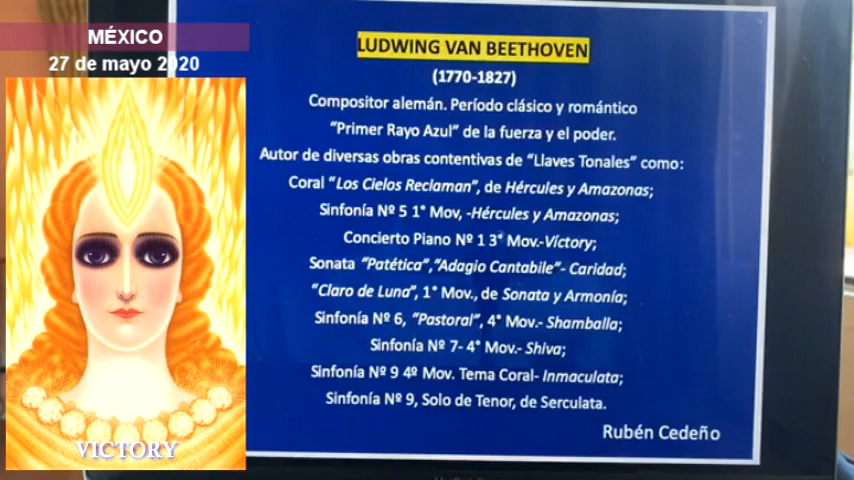 MÉXICO
27 de mayo 2020
VICTORY
LUDWING VAN BEETHOVEN
(1770-1827)
Compositor alemán. Período clásico y romántico
"Primer Rayo Azul" de la fuerza y el poder.
Autor de diversas obras contentivas de "Llaves Tonales" como:
Coral "Los Cielos Reclaman", de Hércules y Amazonas;
Sinfonía Nº 5 1° Mov, -Hércules y Amazonas;
Concierto Piano Nº 1 3° Mov.-Víctory;
Sonata "Patética","Adagio Cantabile"- Caridad;
"Claro de Luna", 1° Mov., de Sonata y Armonía;
Sinfonía Nº 6, "Pastoral", 4° Mov.- Shamballa;
Sinfonía Nº 7- 4° Mov.- Shiva;
Sinfonía Nº 9 4º Mov. Tema Coral- Inmaculata;
Sinfonía Nº 9, Solo de Tenor, de Serculata.
Rubén Cedeño